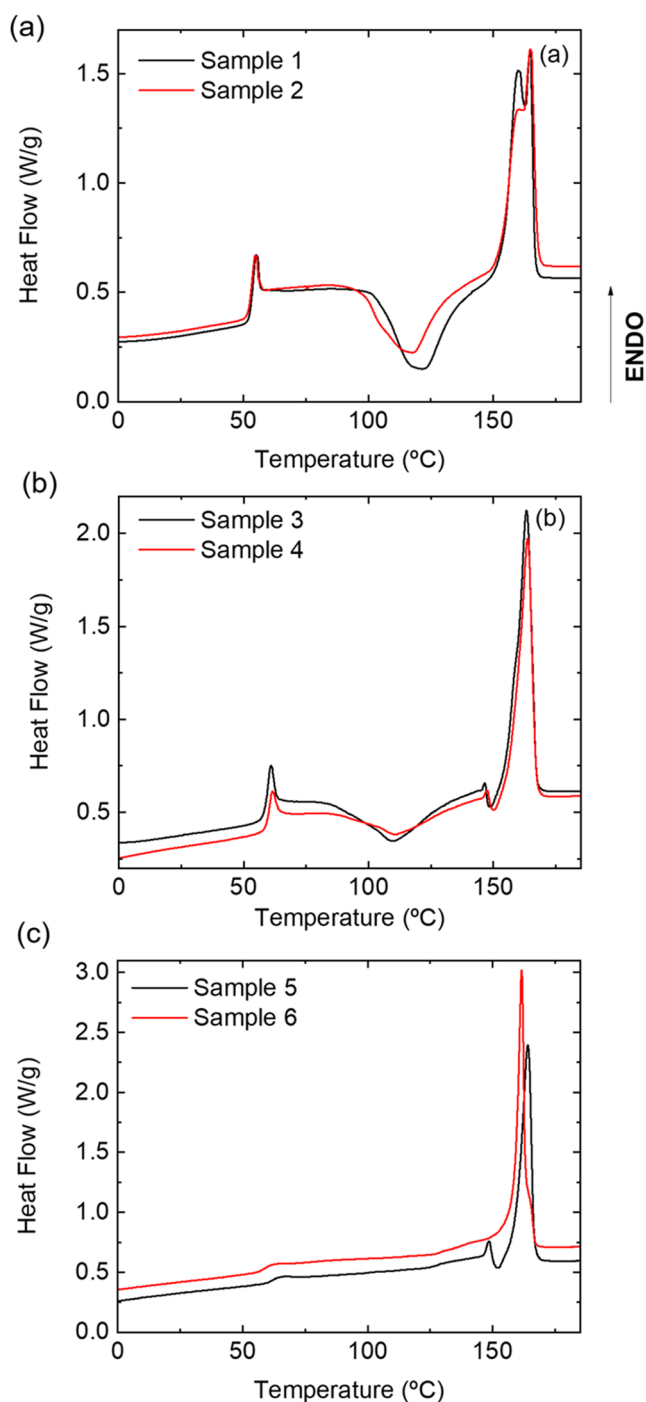 (a)
Sample 1
Sample 2
(a)
1.5
1.0
0.5
0.0
Heat Flow (W/g)
0
50
100
150
Temperature (ºC)
ENDO
(b)
Sample 3
Sample 4
(b)
2.0
1.5
1.0
0.5
Heat Flow (W/g)
0
50
100
150
Temperature (ºC)
(c)
Sample 5
Sample 6
3.0
2.5
2.0
1.5
1.0
0.5
0.0
Heat Flow (W/g)
0
50
100
150
Temperature (ºC)